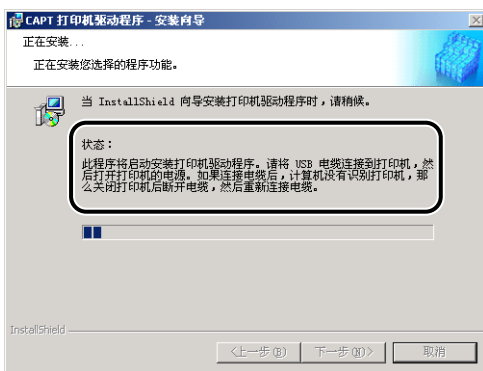 CAPT 打印机驱动程序 - 安装向导
正在安装...
正在安装您选择的程序功能。
当 InstallShield 向导安装打印机驱动程序时，请稍候。
状态：
此程序将启动安装打印机驱动程序。请将 USB 电缆连接到打印机，然
后打开打印机的电源。如果连接电缆后，计算机没有识别打印机，那
么关闭打印机后断开电缆，然后重新连接电缆。
InstallShield
<上一步(B) 下一步(N)> 取消